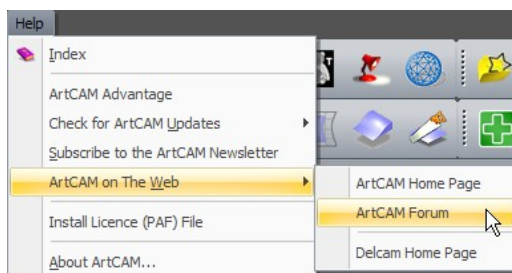 Help
Index
ArtCAM Advantage
Check for ArtCAM Updates
Subscribe to the ArtCAM Newsletter
ArtCAM on The Web
Install Licence (PAF) File
About ArtCAM...
ArtCAM Home Page
ArtCAM Forum
Delcam Home Page